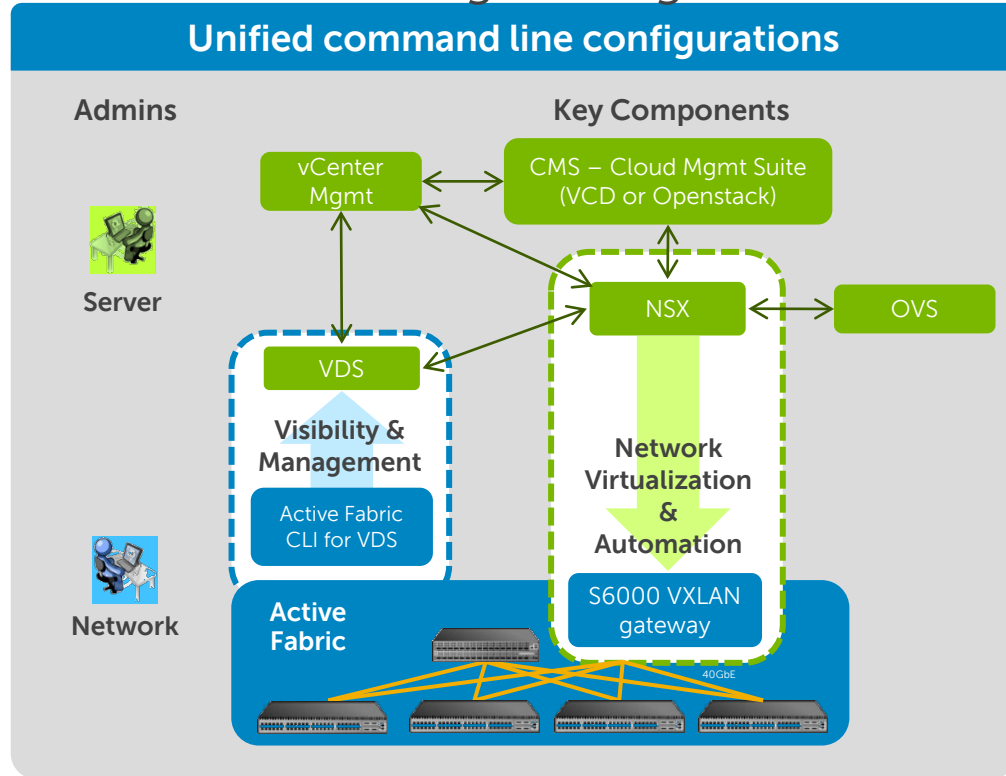 Unified command line configurations
Admins
Key Components
vCenter
Mgmt
CMS – Cloud Mgmt Suite
(VCD or Openstack)
Server
NSX
OVS
VDS
Visibility &
Management
Network
Virtualization
&
Automation
Active Fabric
CLI for VDS
Network
Active
Fabric
S6000 VXLAN
gateway
40GbE